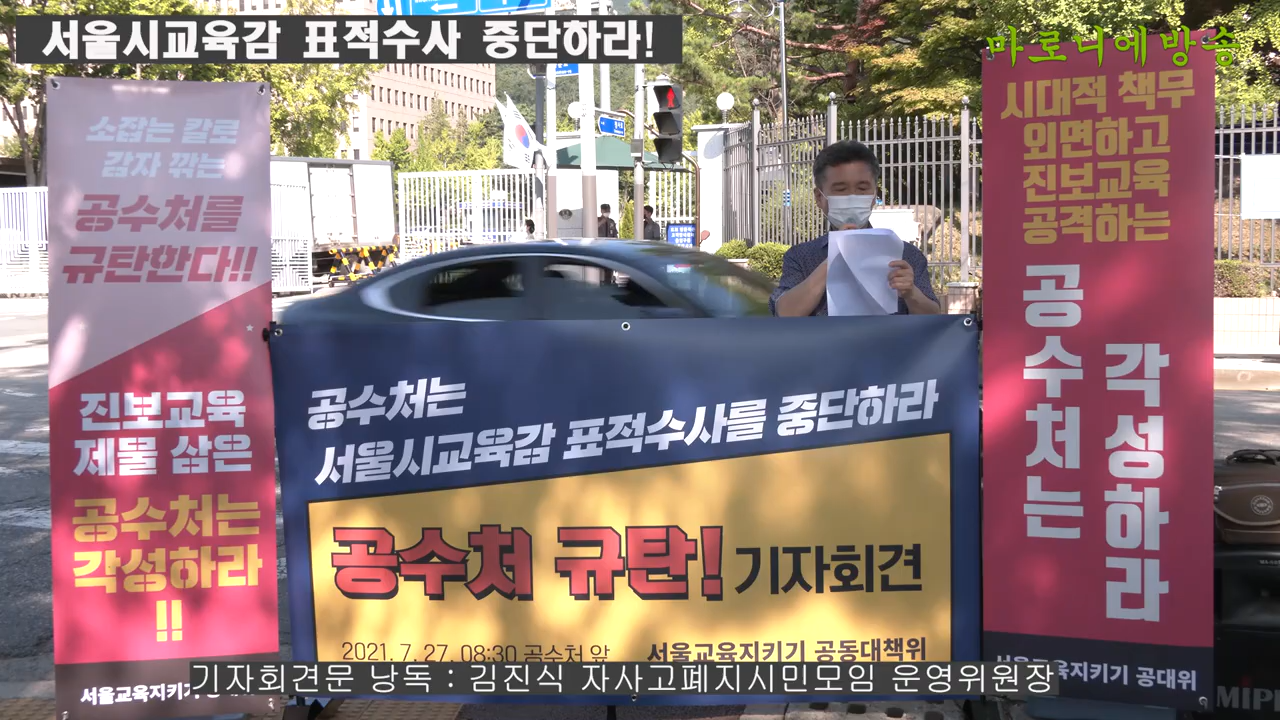 서울시교육감 표적수사 중단하라!
마로니에방송
소잡는 칼로
감자 깎는
공수처를
규탄한다!!
진보교육
제물 삼은
공수처는
각성하라
!!
서울교육지키기 공대위
공수처는
서울시교육감 표적수사를 중단하라
공수처 규탄! 기자회견
2021. 7. 27. 08:30 공수처 앞 서울교육지키기 공동대책위
시대적 책무
외면하고
진보교육
공격하는
공수처는
각성하라
서울교육지키기 공대위
기자회견문 낭독 : 김진식 자사고폐지시민모임 운영위원장